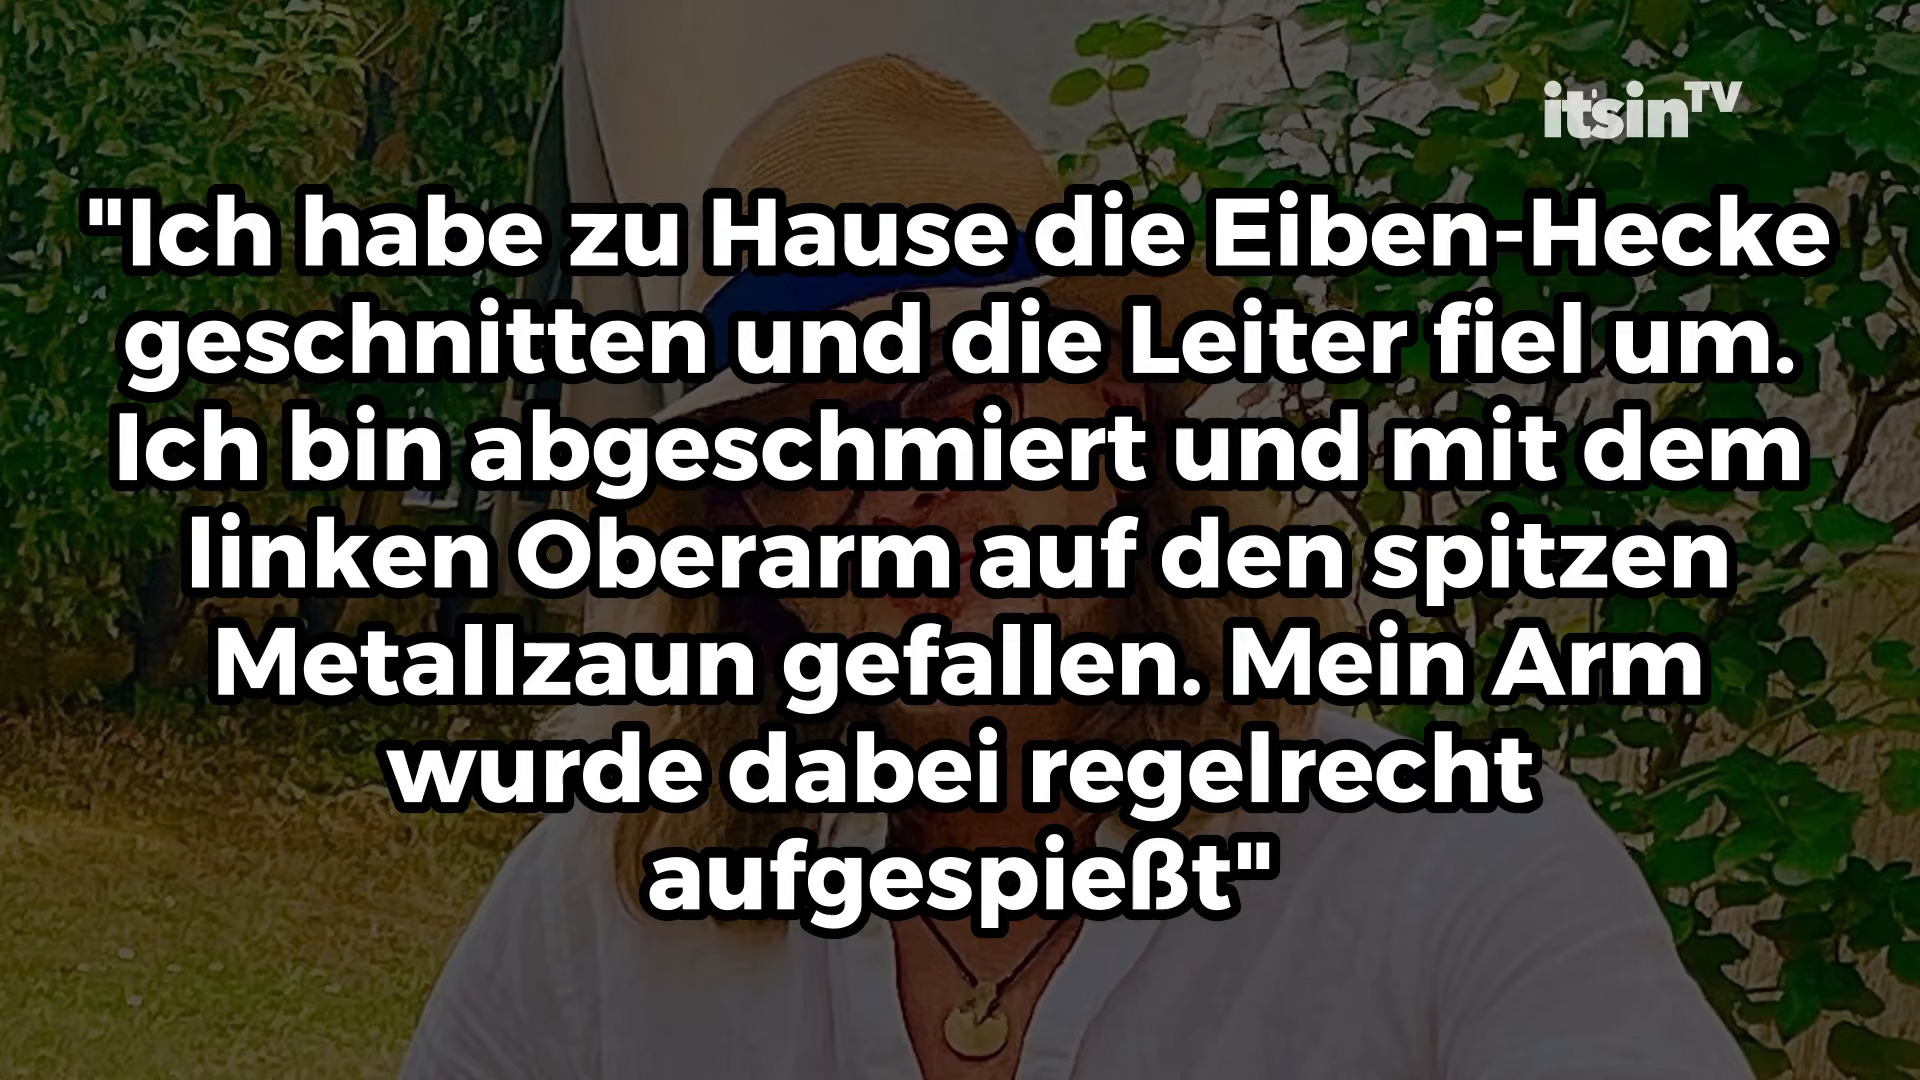 itsinTV
"Ich habe zu Hause die Eiben-Hecke
geschnitten und die Leiter fiel um.
Ich bin abgeschmiert und mit dem
linken Oberarm auf den spitzen
Metallzaun gefallen. Mein Arm
wurde dabei regelrecht
aufgespießt"